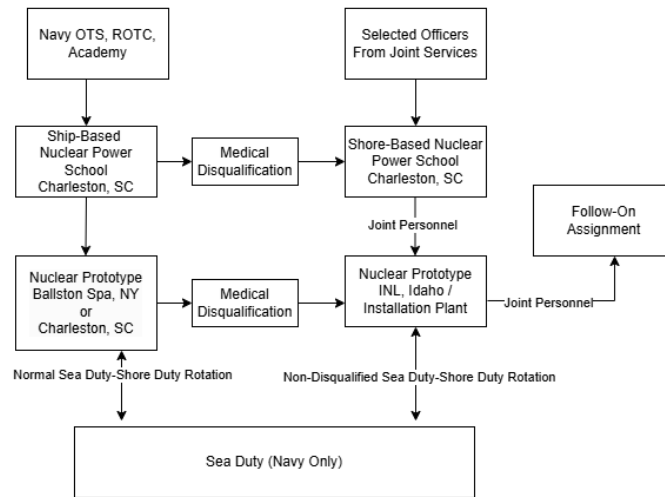 Navy OTS, ROTC,
Academy
Selected Officers
From Joint Services
Ship-Based
Nuclear Power
School
Charleston, SC
Medical
Disqualification
Shore-Based Nuclear
Power School
Charleston, SC
Joint Personnel
Follow-On
Assignment
Nuclear Prototype
Ballston Spa, NY
or
Charleston, SC
Medical
Disqualification
Nuclear Prototype
INL, Idaho /
Installation Plant
Joint Personnel
Normal Sea Duty-Shore Duty Rotation
Non-Disqualified Sea Duty-Shore Duty Rotation
Sea Duty (Navy Only)